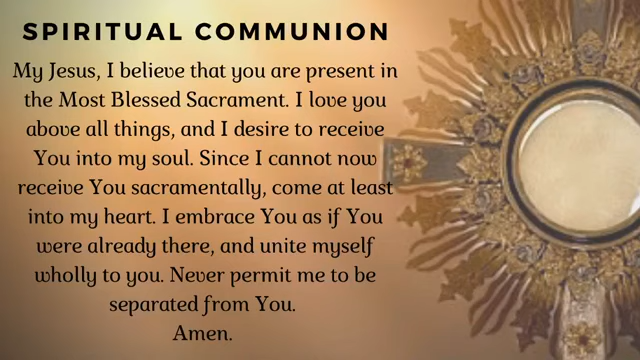 SPIRITUAL COMMUNION
My Jesus, I believe that you are present in
the Most Blessed Sacrament. I love you
above all things, and I desire to receive
You into my soul. Since I cannot now
receive You sacramentally, come at least
into my heart. I embrace You as if You
were already there, and unite myself
wholly to you. Never permit me to be
separated from You.
Amen.